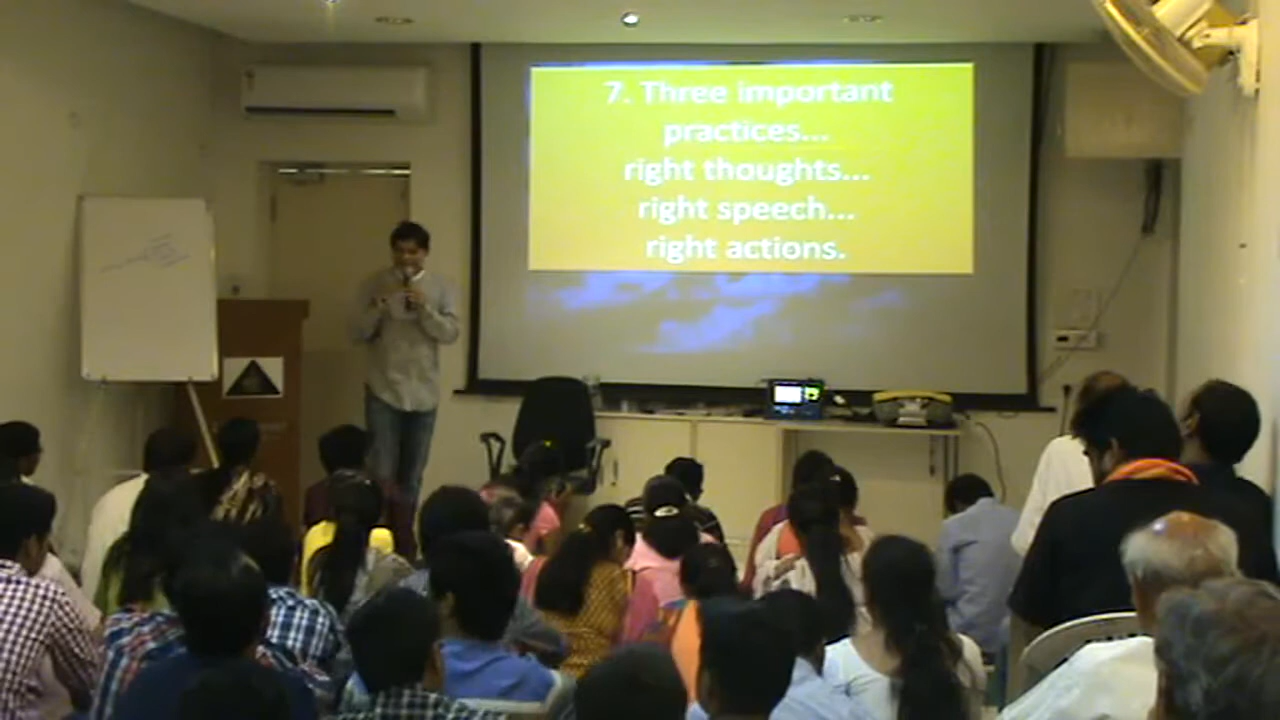 7. Three important
practices...
right thoughts...
right speech...
right actions.